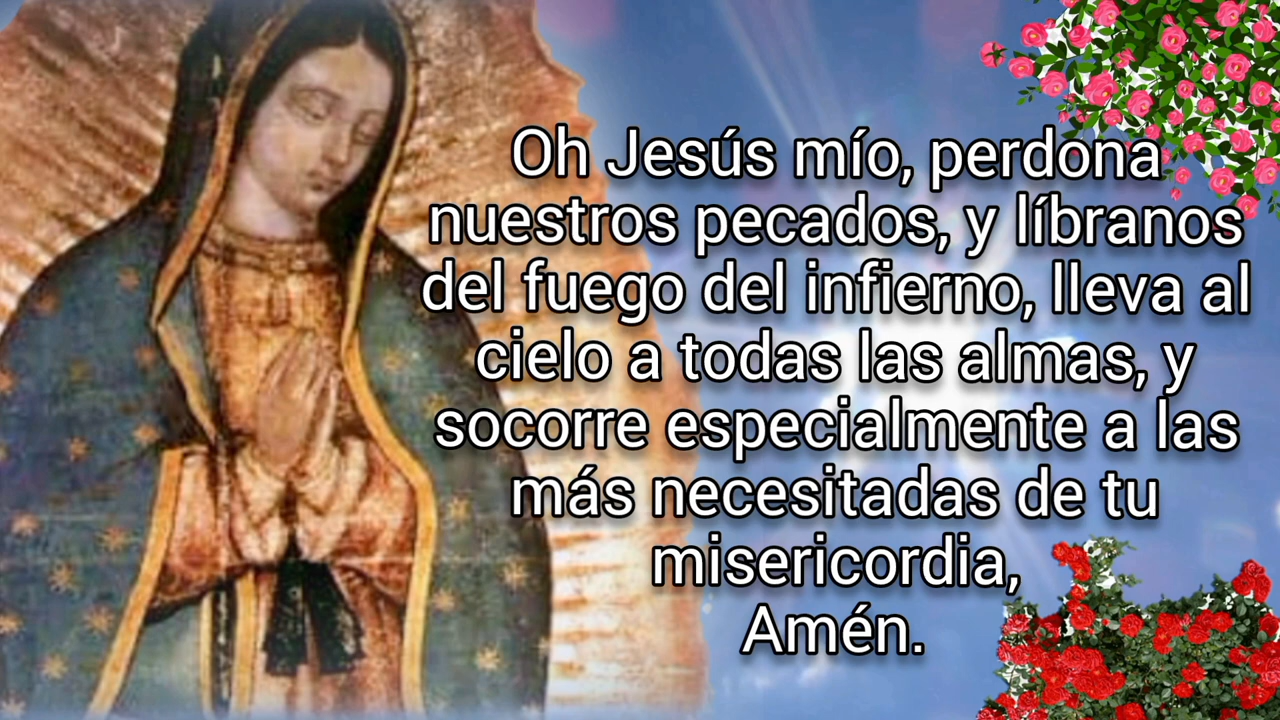 Oh Jesús mío, perdona
nuestros pecados, y líbranos
del fuego del infierno, lleva al
cielo a todas las almas, y
socorre especialmente a las
más necesitadas de tu
misericordia,
Amén.